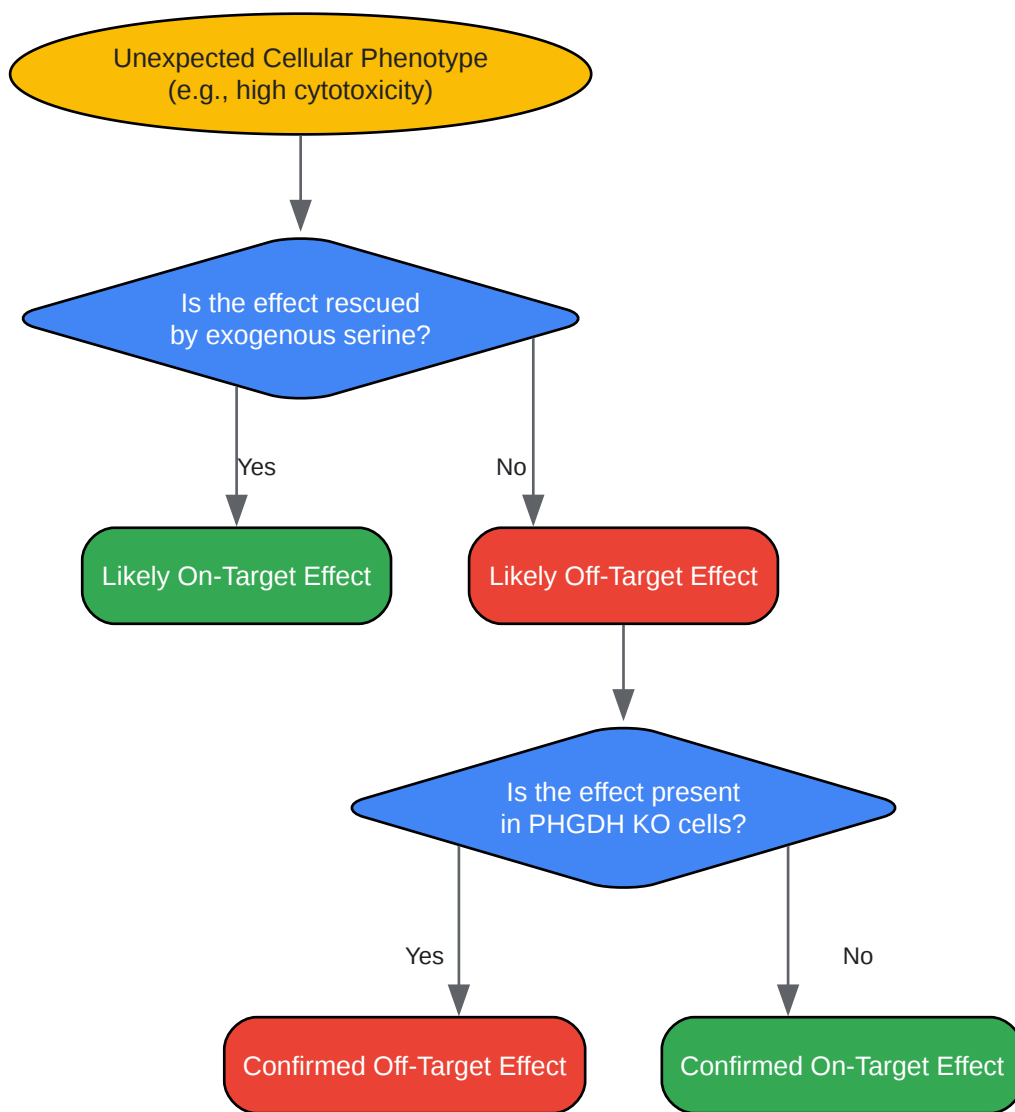 Unexpected Cellular Phenotype
(e.g., high cytotoxicity)
Is the effect rescued
by exogenous serine?
Yes
No
Likely On-Target Effect
Likely Off-Target Effect
Is the effect present
in PHGDH KO cells?
Yes
No
Confirmed Off-Target Effect
Confirmed On-Target Effect